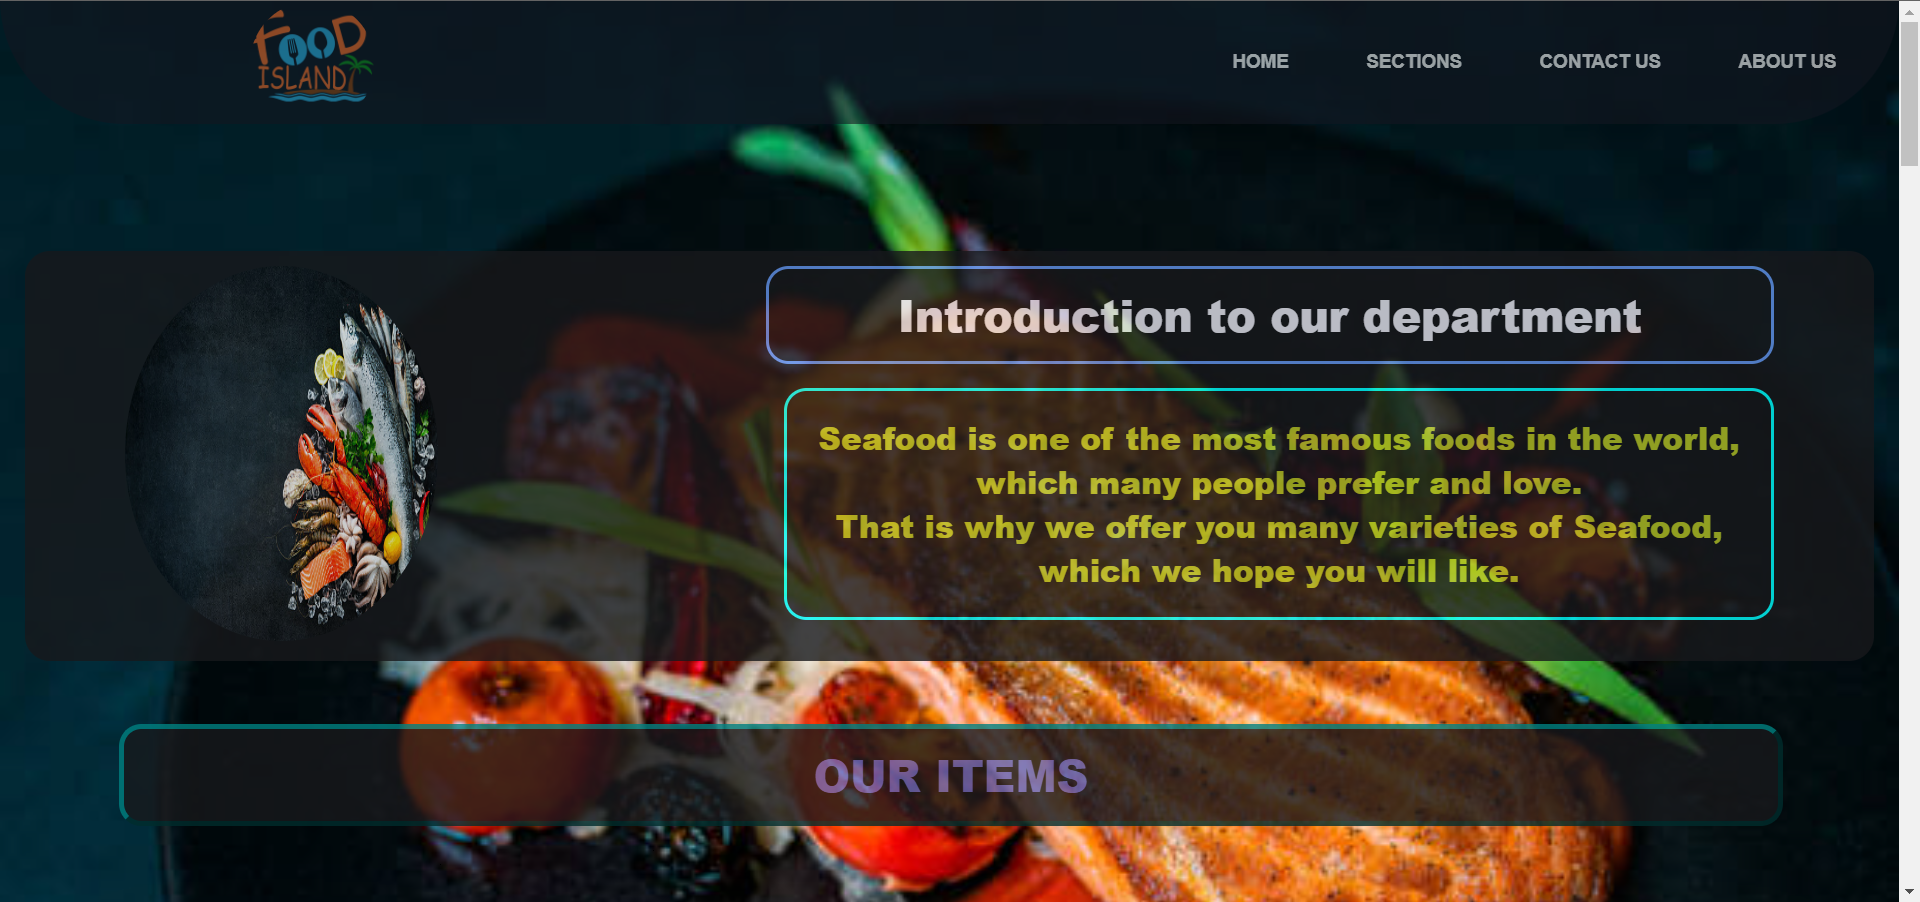 FOOD
ISLAND
HOME SECTIONS CONTACT US ABOUT US
Introduction to our department
Seafood is one of the most famous foods in the world,
which many people prefer and love.
That is why we offer you many varieties of Seafood,
which we hope you will like.
OUR ITEMS